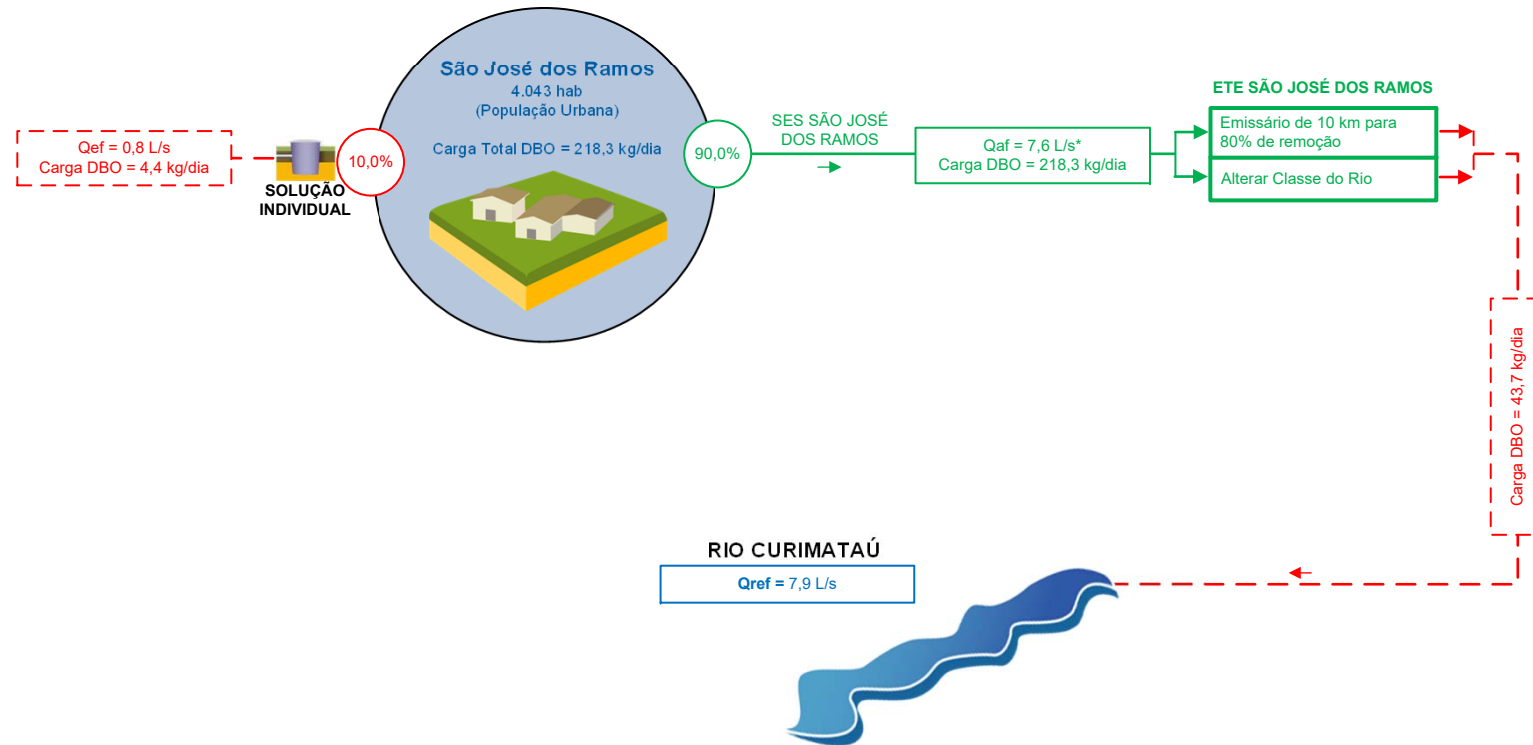 São José dos Ramos
4.043 hab
(População Urbana)
Carga Total DBO = 218,3 kg/dia
Qef = 0,8 L/s
Carga DBO = 4,4 kg/dia
SOLUÇÃO
INDIVIDUAL
10,0%
90,0%
SES SÃO JOSÉ
DOS RAMOS
Qaf = 7,6 L/s*
Carga DBO = 218,3 kg/dia
ETE SÃO JOSÉ DOS RAMOS
Emissário de 10 km para
80% de remoção
Alterar Classe do Rio
Carga DBO = 43,7 kg/dia
RIO CURIMATAÚ
Qref = 7,9 L/s